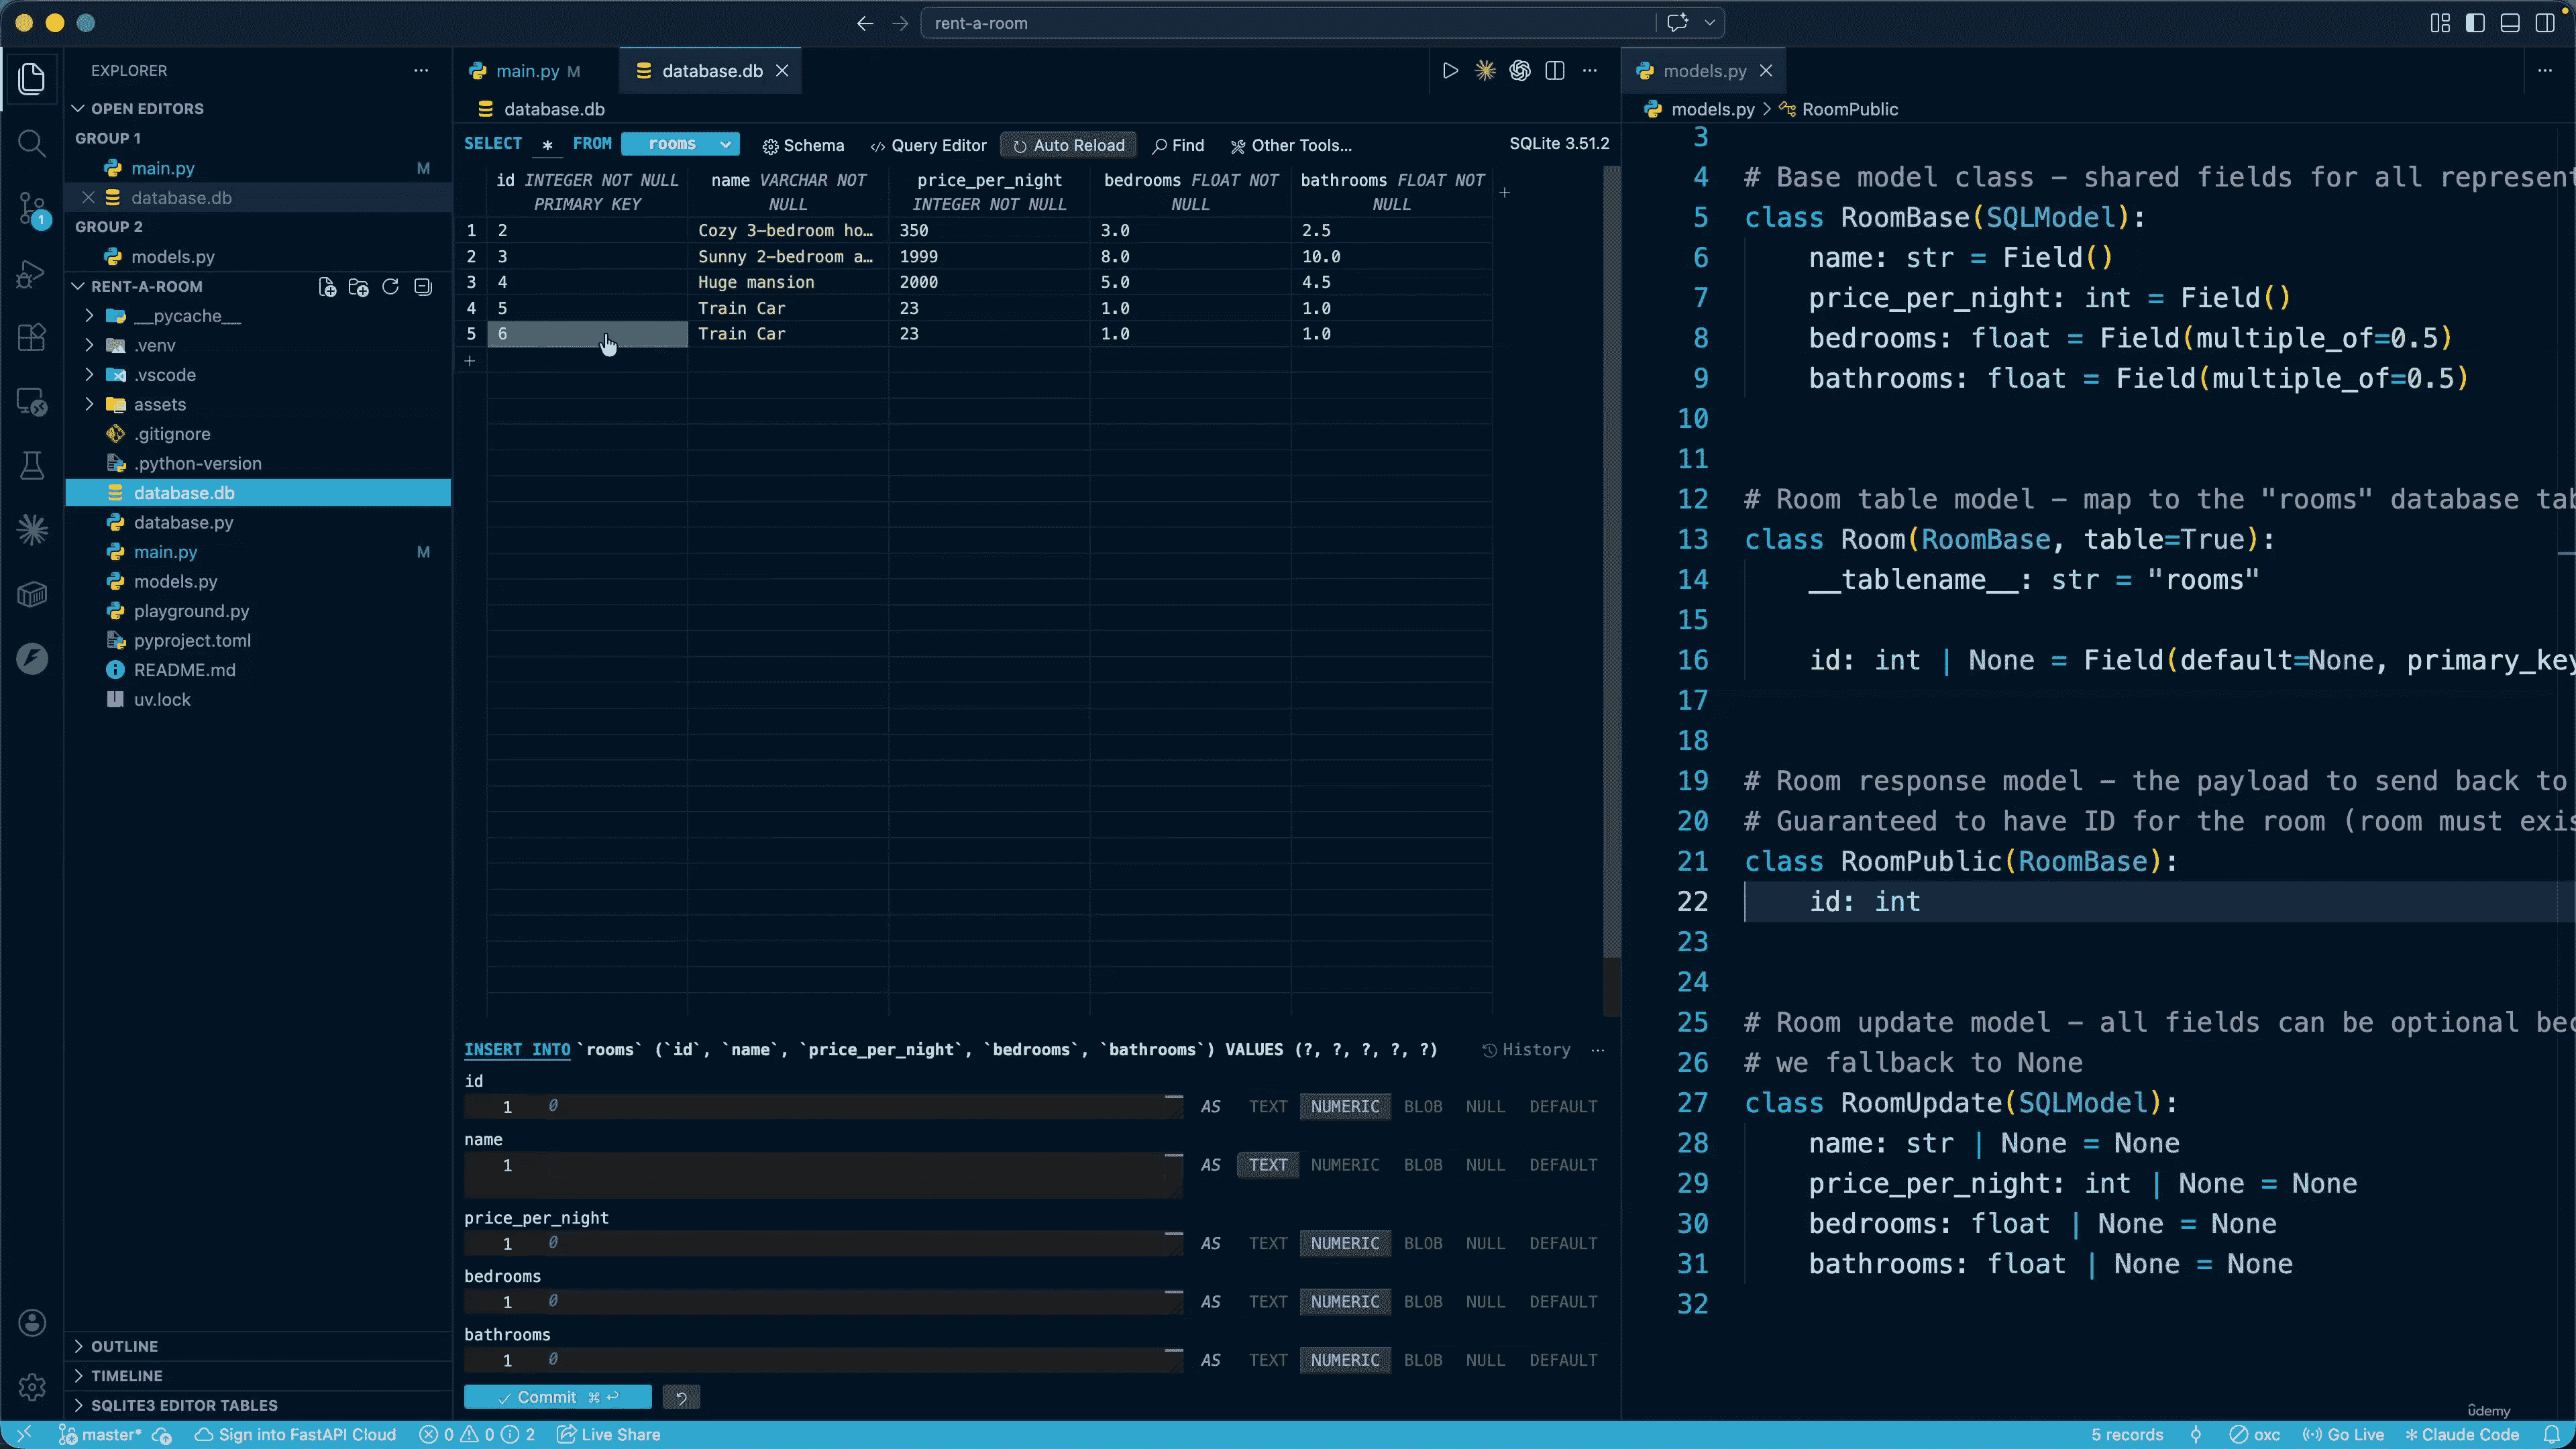 rent-a-room
EXPLORER
OPEN EDITORS
GROUP 1
main.py M
database.db
GROUP 2
models.py
RENT-A-ROOM
__pycache__
.venv
.vscode
assets
.gitignore
.python-version
database.db
database.py
main.py M
models.py
playground.py
pyproject.toml
README.md
uv.lock
OUTLINE
TIMELINE
SQLITE3 EDITOR TABLES
main.py M
database.db
database.db
SELECT * FROM rooms Schema Query Editor Auto Reload Find Other Tools... SQLite 3.51.2
id INTEGER NOT NULL PRIMARY KEY
name VARCHAR NOT NULL
price_per_night INTEGER NOT NULL
bedrooms FLOAT NOT NULL
bathrooms FLOAT NOT NULL
1 2 Cozy 3-bedroom ho… 350 3.0 2.5
2 3 Sunny 2-bedroom a… 1999 8.0 10.0
3 4 Huge mansion 2000 5.0 4.5
4 5 Train Car 23 1.0 1.0
5 6 Train Car 23 1.0 1.0
INSERT INTO `rooms` (`id`, `name`, `price_per_night`, `bedrooms`, `bathrooms`) VALUES (?, ?, ?, ?, ?) History
id
1 0 AS TEXT NUMERIC BLOB NULL DEFAULT
name
1 AS TEXT NUMERIC BLOB NULL DEFAULT
price_per_night
1 0 AS TEXT NUMERIC BLOB NULL DEFAULT
bedrooms
1 0 AS TEXT NUMERIC BLOB NULL DEFAULT
bathrooms
1 0 AS TEXT NUMERIC BLOB NULL DEFAULT
Commit ⌘
models.py
models.py > RoomPublic
3
4 # Base model class – shared fields for all represent
5 class RoomBase(SQLModel):
6 name: str = Field()
7 price_per_night: int = Field()
8 bedrooms: float = Field(multiple_of=0.5)
9 bathrooms: float = Field(multiple_of=0.5)
10
11
12 # Room table model – map to the "rooms" database tab
13 class Room(RoomBase, table=True):
14 __tablename__: str = "rooms"
15
16 id: int | None = Field(default=None, primary_key
17
18
19 # Room response model – the payload to send back to
20 # Guaranteed to have ID for the room (room must exis
21 class RoomPublic(RoomBase):
22 id: int
23
24
25 # Room update model – all fields can be optional bec
26 # we fallback to None
27 class RoomUpdate(SQLModel):
28 name: str | None = None
29 price_per_night: int | None = None
30 bedrooms: float | None = None
31 bathrooms: float | None = None
32
udemy
master* Sign into FastAPI Cloud 0 0 2 Live Share
5 records oxc Go Live Claude Code